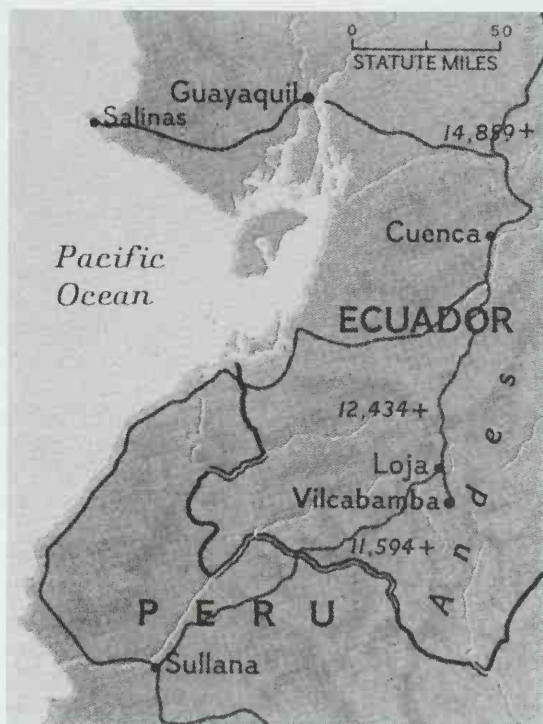 0 50
STATUTE MILES
Guayaquil
Salinas
14,859+
Cuenca
Pacific
Ocean
ECUADOR
12,434+
Loja
Vilcabamba
11,594+
Andes
PERU
Sullana